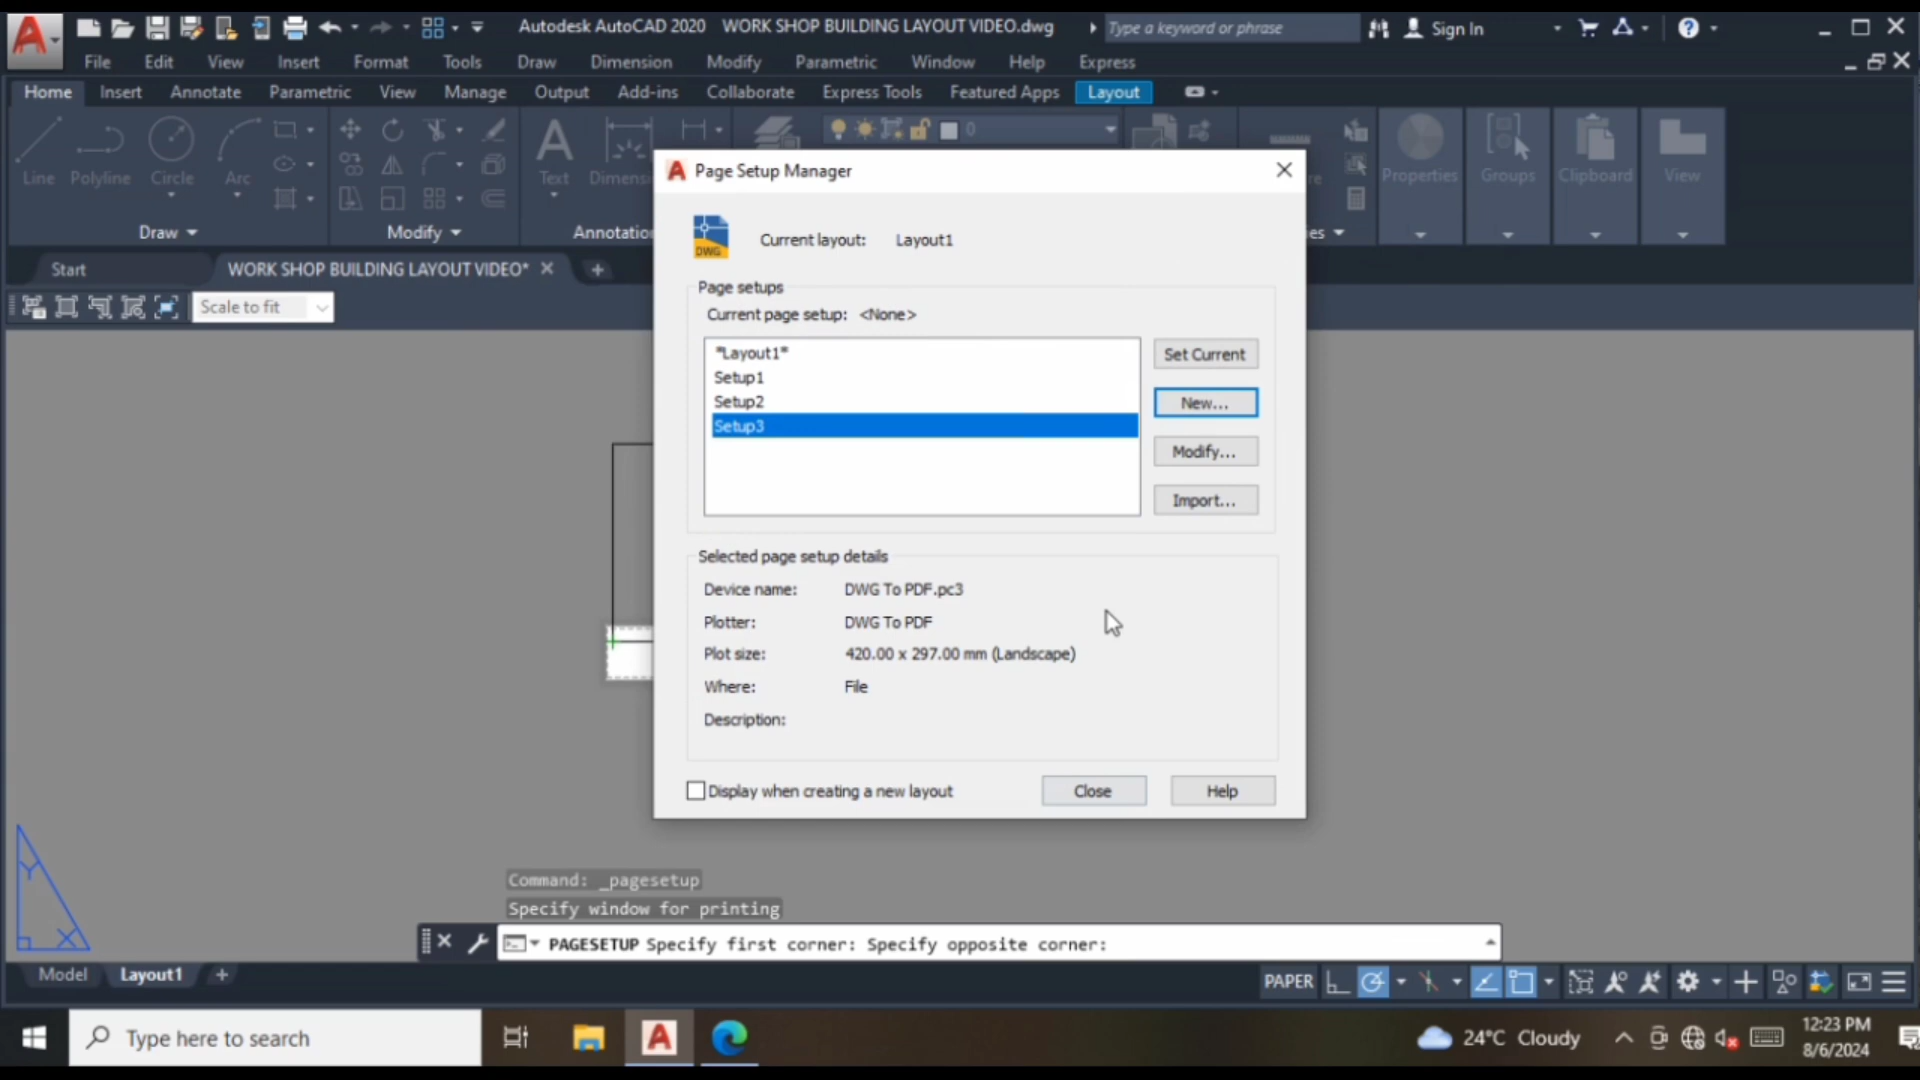 Autodesk AutoCAD 2020 WORK SHOP BUILDING LAYOUT VIDEO.dwg Type a keyword or phrase Sign In
File Edit View Insert Format Tools Draw Dimension Modify Parametric Window Help Express
Home Insert Annotate Parametric View Manage Output Add-ins Collaborate Express Tools Featured Apps Layout
0
Line Polyline Circle Arc Text Properties Groups Clipboard View
Draw Modify
Start WORK SHOP BUILDING LAYOUT VIDEO*
Scale to fit
Page Setup Manager
DWG
Current layout: Layout1
Page setups
Current page setup: <None>
*Layout1*
Setup1
Setup2
Setup3
Set Current
New...
Modify...
Import...
Selected page setup details
Device name: DWG To PDF.pc3
Plotter: DWG To PDF
Plot size: 420.00 x 297.00 mm (Landscape)
Where: File
Description:
Display when creating a new layout Close Help
Y
X
Command: _pagesetup
Specify window for printing
PAGESETUP Specify first corner: Specify opposite corner:
Model Layout1 PAPER
Type here to search 24°C Cloudy 12:23 PM
8/6/2024